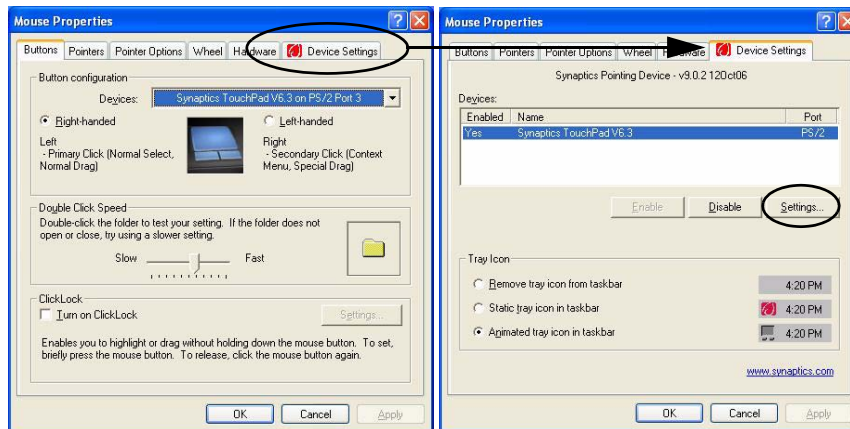 Mouse Properties
Buttons Pointers Pointer Options Wheel Hardware Device Settings
Button configuration
Devices: Synaptics TouchPad V6.3 on PS/2 Port 3
Right-handed Left-handed
Left
- Primary Click (Normal Select,
Normal Drag)
Right
- Secondary Click (Context
Menu, Special Drag)
Double Click Speed
Double-click the folder to test your setting. If the folder does not
open or close, try using a slower setting.
Slow Fast
ClickLock
Turn on ClickLock Settings...
Enables you to highlight or drag without holding down the mouse button. To set,
briefly press the mouse button. To release, click the mouse button again.
OK Cancel Apply
Mouse Properties
Buttons Pointers Pointer Options Wheel Hardware Device Settings
Synaptics Pointing Device - v9.0.2 12Oct06
Devices:
Enabled Name Port
Yes Synaptics TouchPad V6.3 PS/2
Enable Disable Settings...
Tray Icon
Remove tray icon from taskbar 4:20 PM
Static tray icon in taskbar 4:20 PM
Animated tray icon in taskbar 4:20 PM
www.synaptics.com
OK Cancel Apply